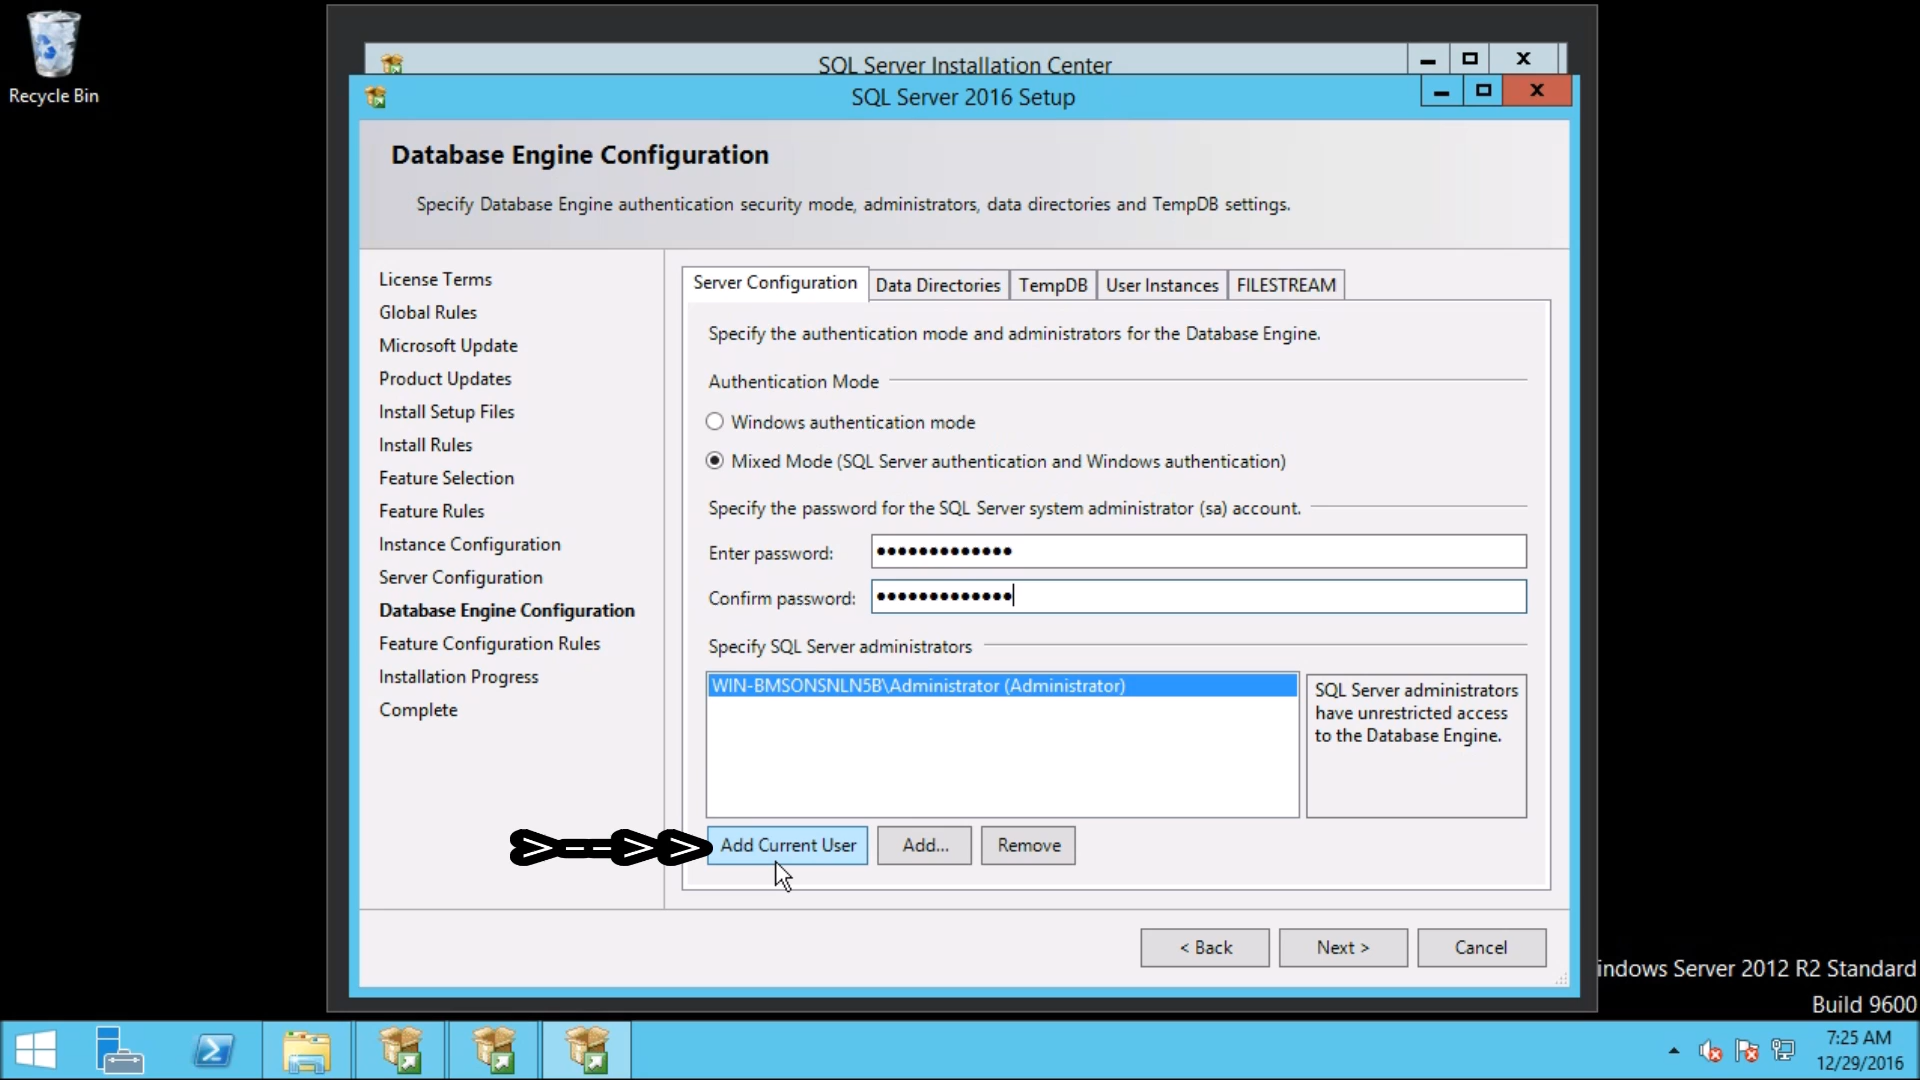 Recycle Bin
SQL Server Installation Center
SQL Server 2016 Setup
Database Engine Configuration
Specify Database Engine authentication security mode, administrators, data directories and TempDB settings.
License Terms
Global Rules
Microsoft Update
Product Updates
Install Setup Files
Install Rules
Feature Selection
Feature Rules
Instance Configuration
Server Configuration
Database Engine Configuration
Feature Configuration Rules
Installation Progress
Complete
Server Configuration Data Directories TempDB User Instances FILESTREAM
Specify the authentication mode and administrators for the Database Engine.
Authentication Mode
Windows authentication mode
Mixed Mode (SQL Server authentication and Windows authentication)
Specify the password for the SQL Server system administrator (sa) account.
Enter password: •••••••••••••
Confirm password: •••••••••••••
Specify SQL Server administrators
WIN-BMSONSNLN5B\Administrator (Administrator)
SQL Server administrators
have unrestricted access
to the Database Engine.
Add Current User Add... Remove
< Back Next > Cancel
indows Server 2012 R2 Standard
Build 9600
7:25 AM
12/29/2016